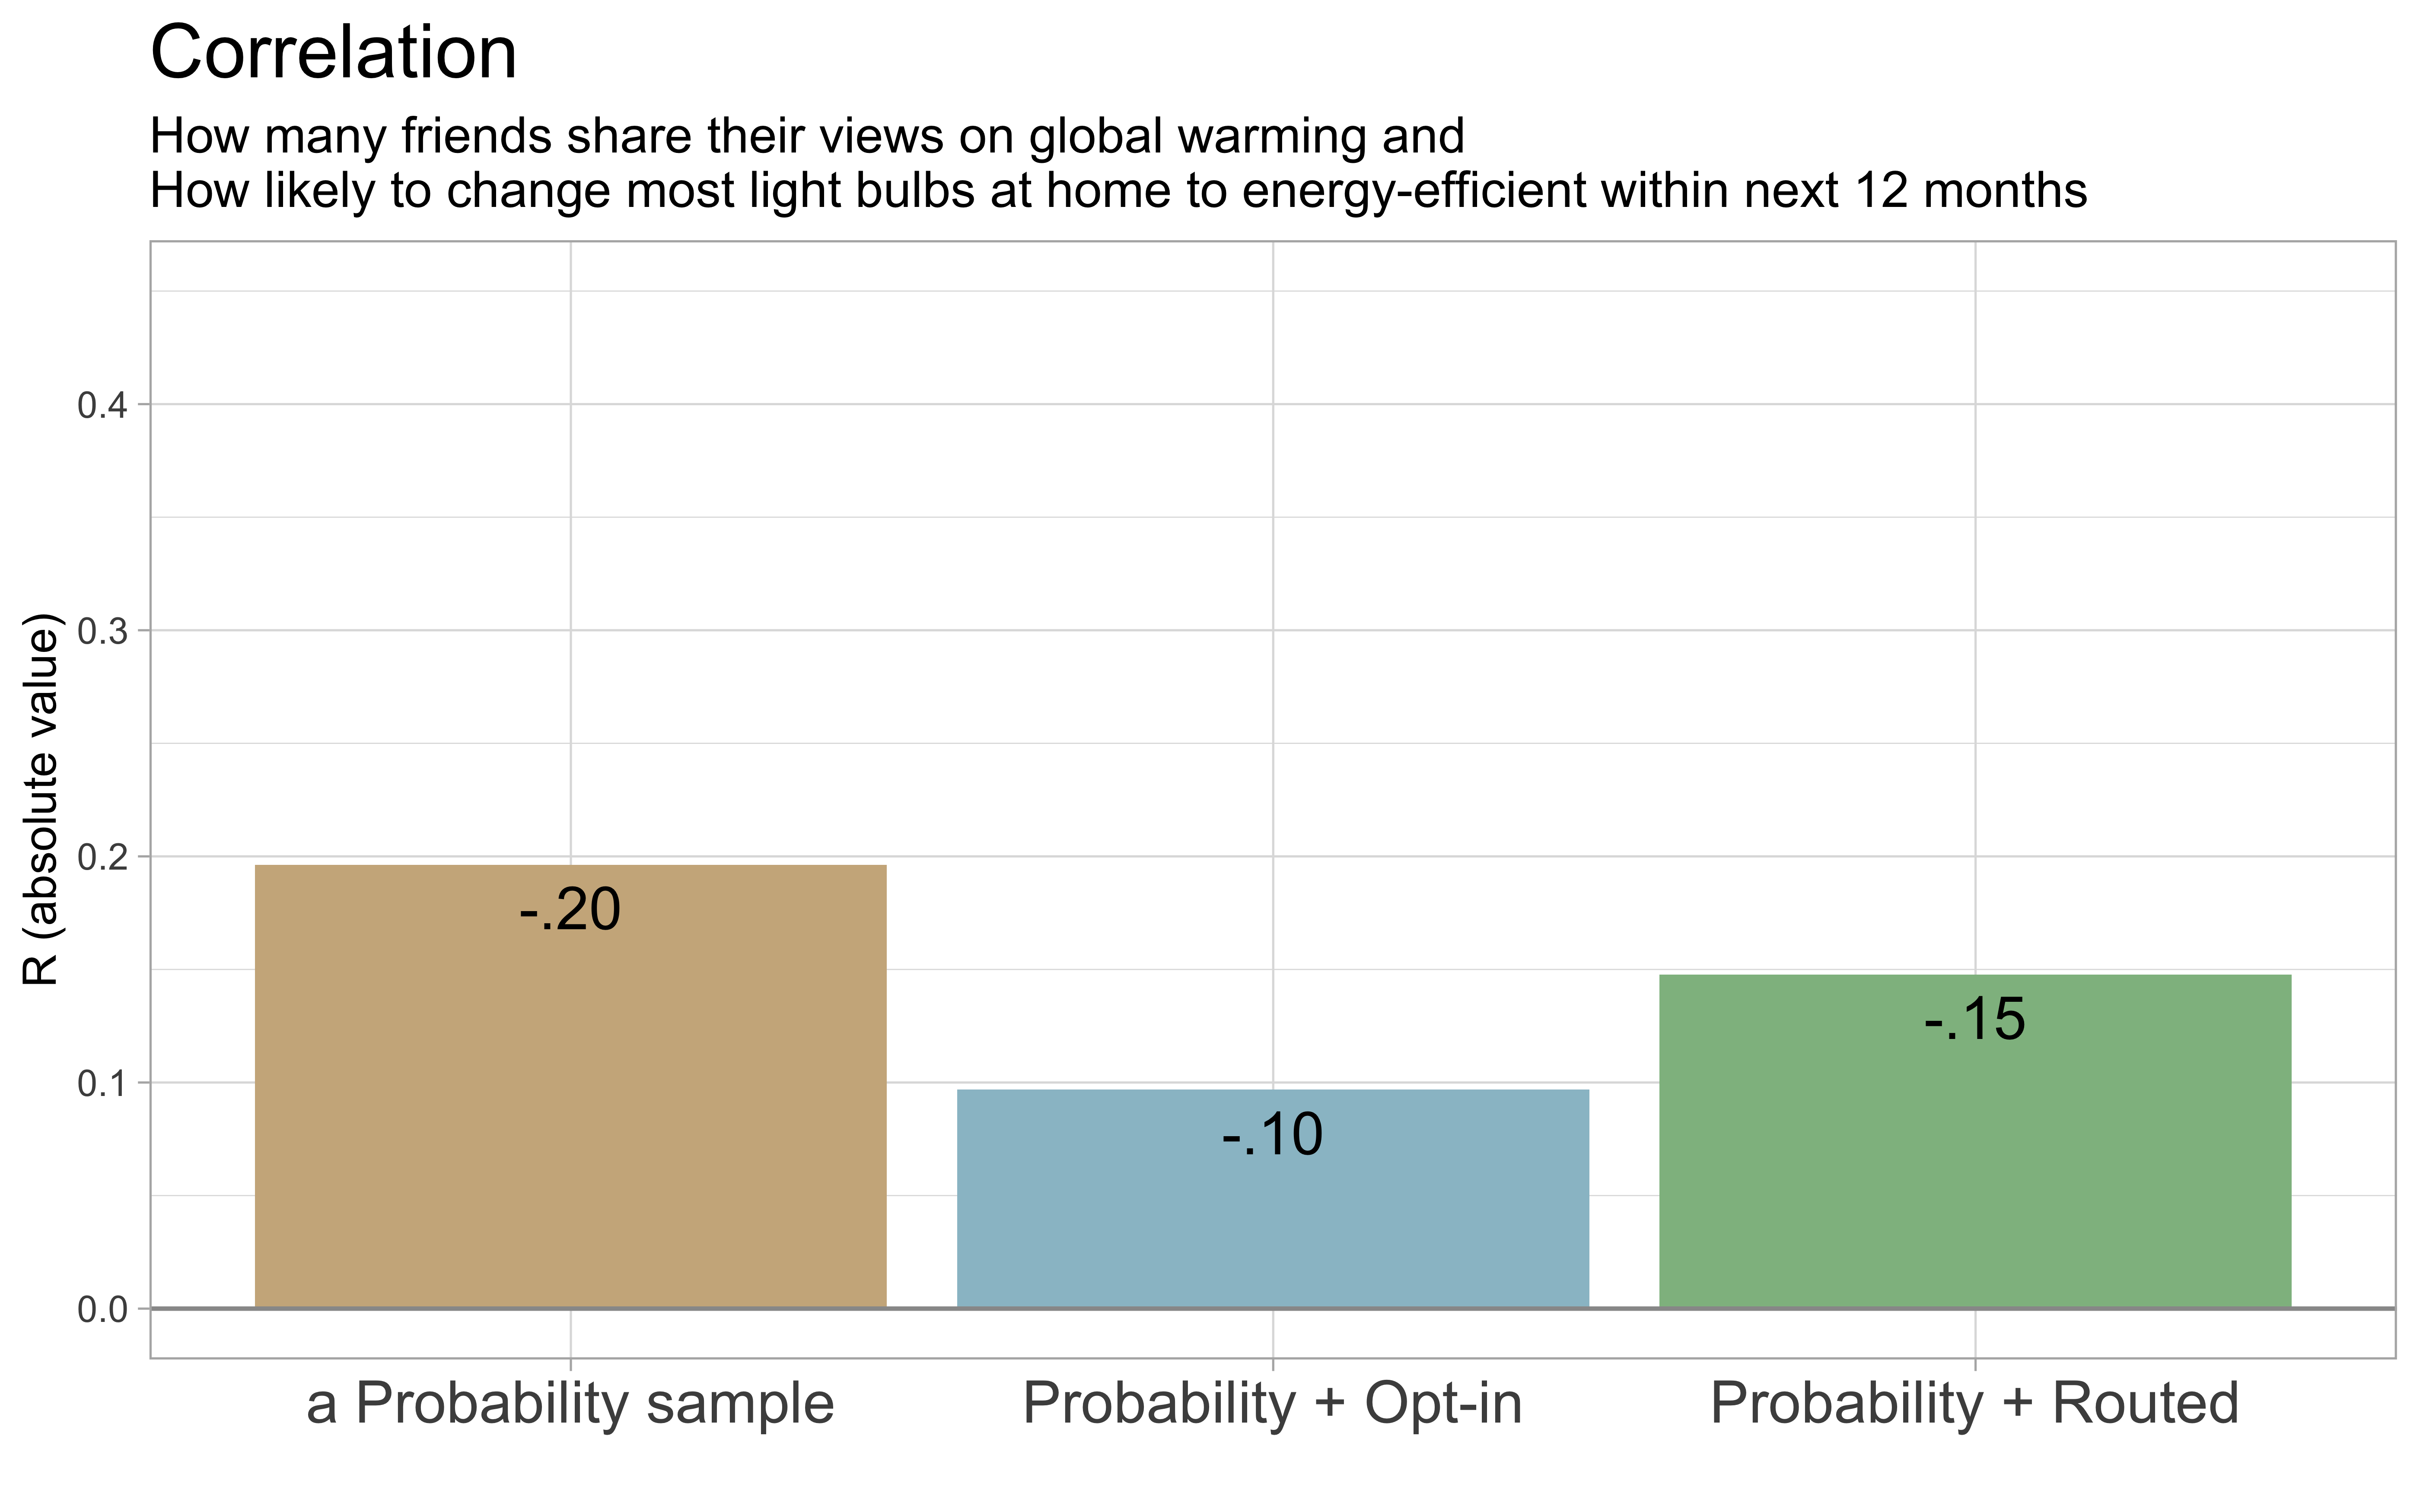 Correlation
How many friends share their views on global warming and
How likely to change most light bulbs at home to energy-efficient within next 12 months
R (absolute value)
0.4
0.3
0.2
0.1
0.0
-.20
-.10
-.15
a Probability sample
Probability + Opt-in
Probability + Routed